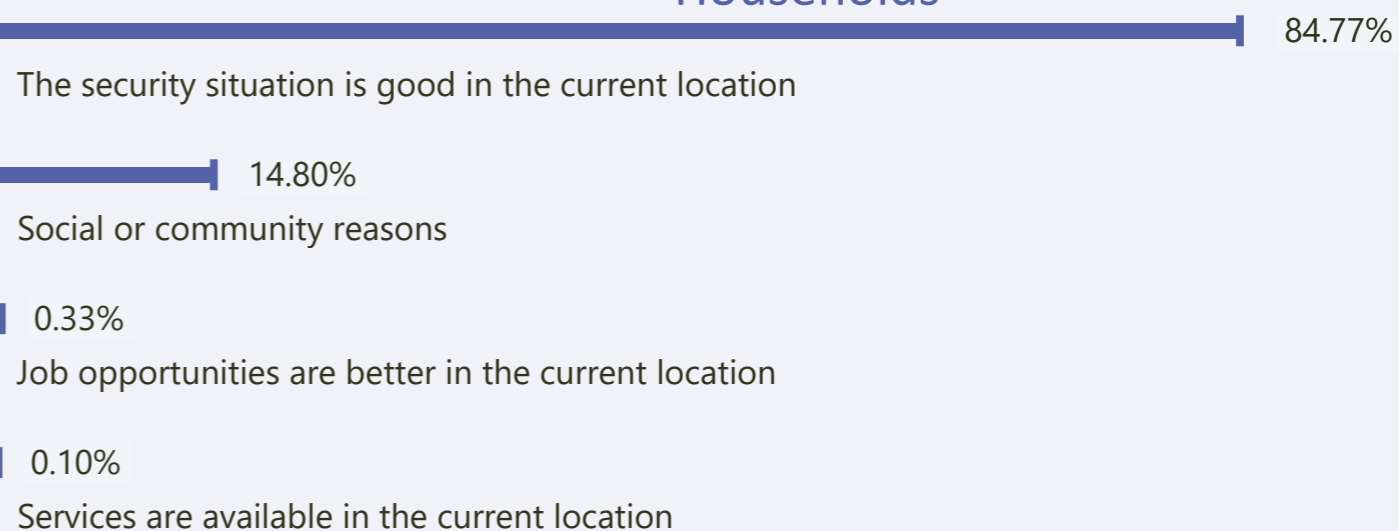 Households
84.77%
The security situation is good in the current location
14.80%
Social or community reasons
0.33%
Job opportunities are better in the current location
0.10%
Services are available in the current location